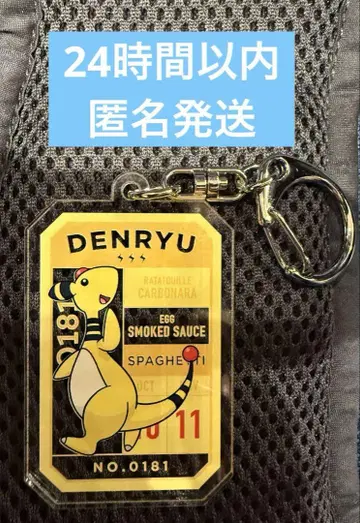 24時間以内
匿名発送
DENRYU
RATATOUILLE
CARBONARA
EGG
SMOKED SAUCE
0181
SPAGHETTI
OCT
11
NO.0181